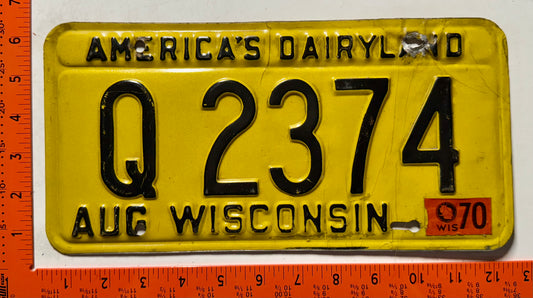 AMERICA'S DAIRYLAND
Q 2374
AUG WISCONSIN
70
WIS